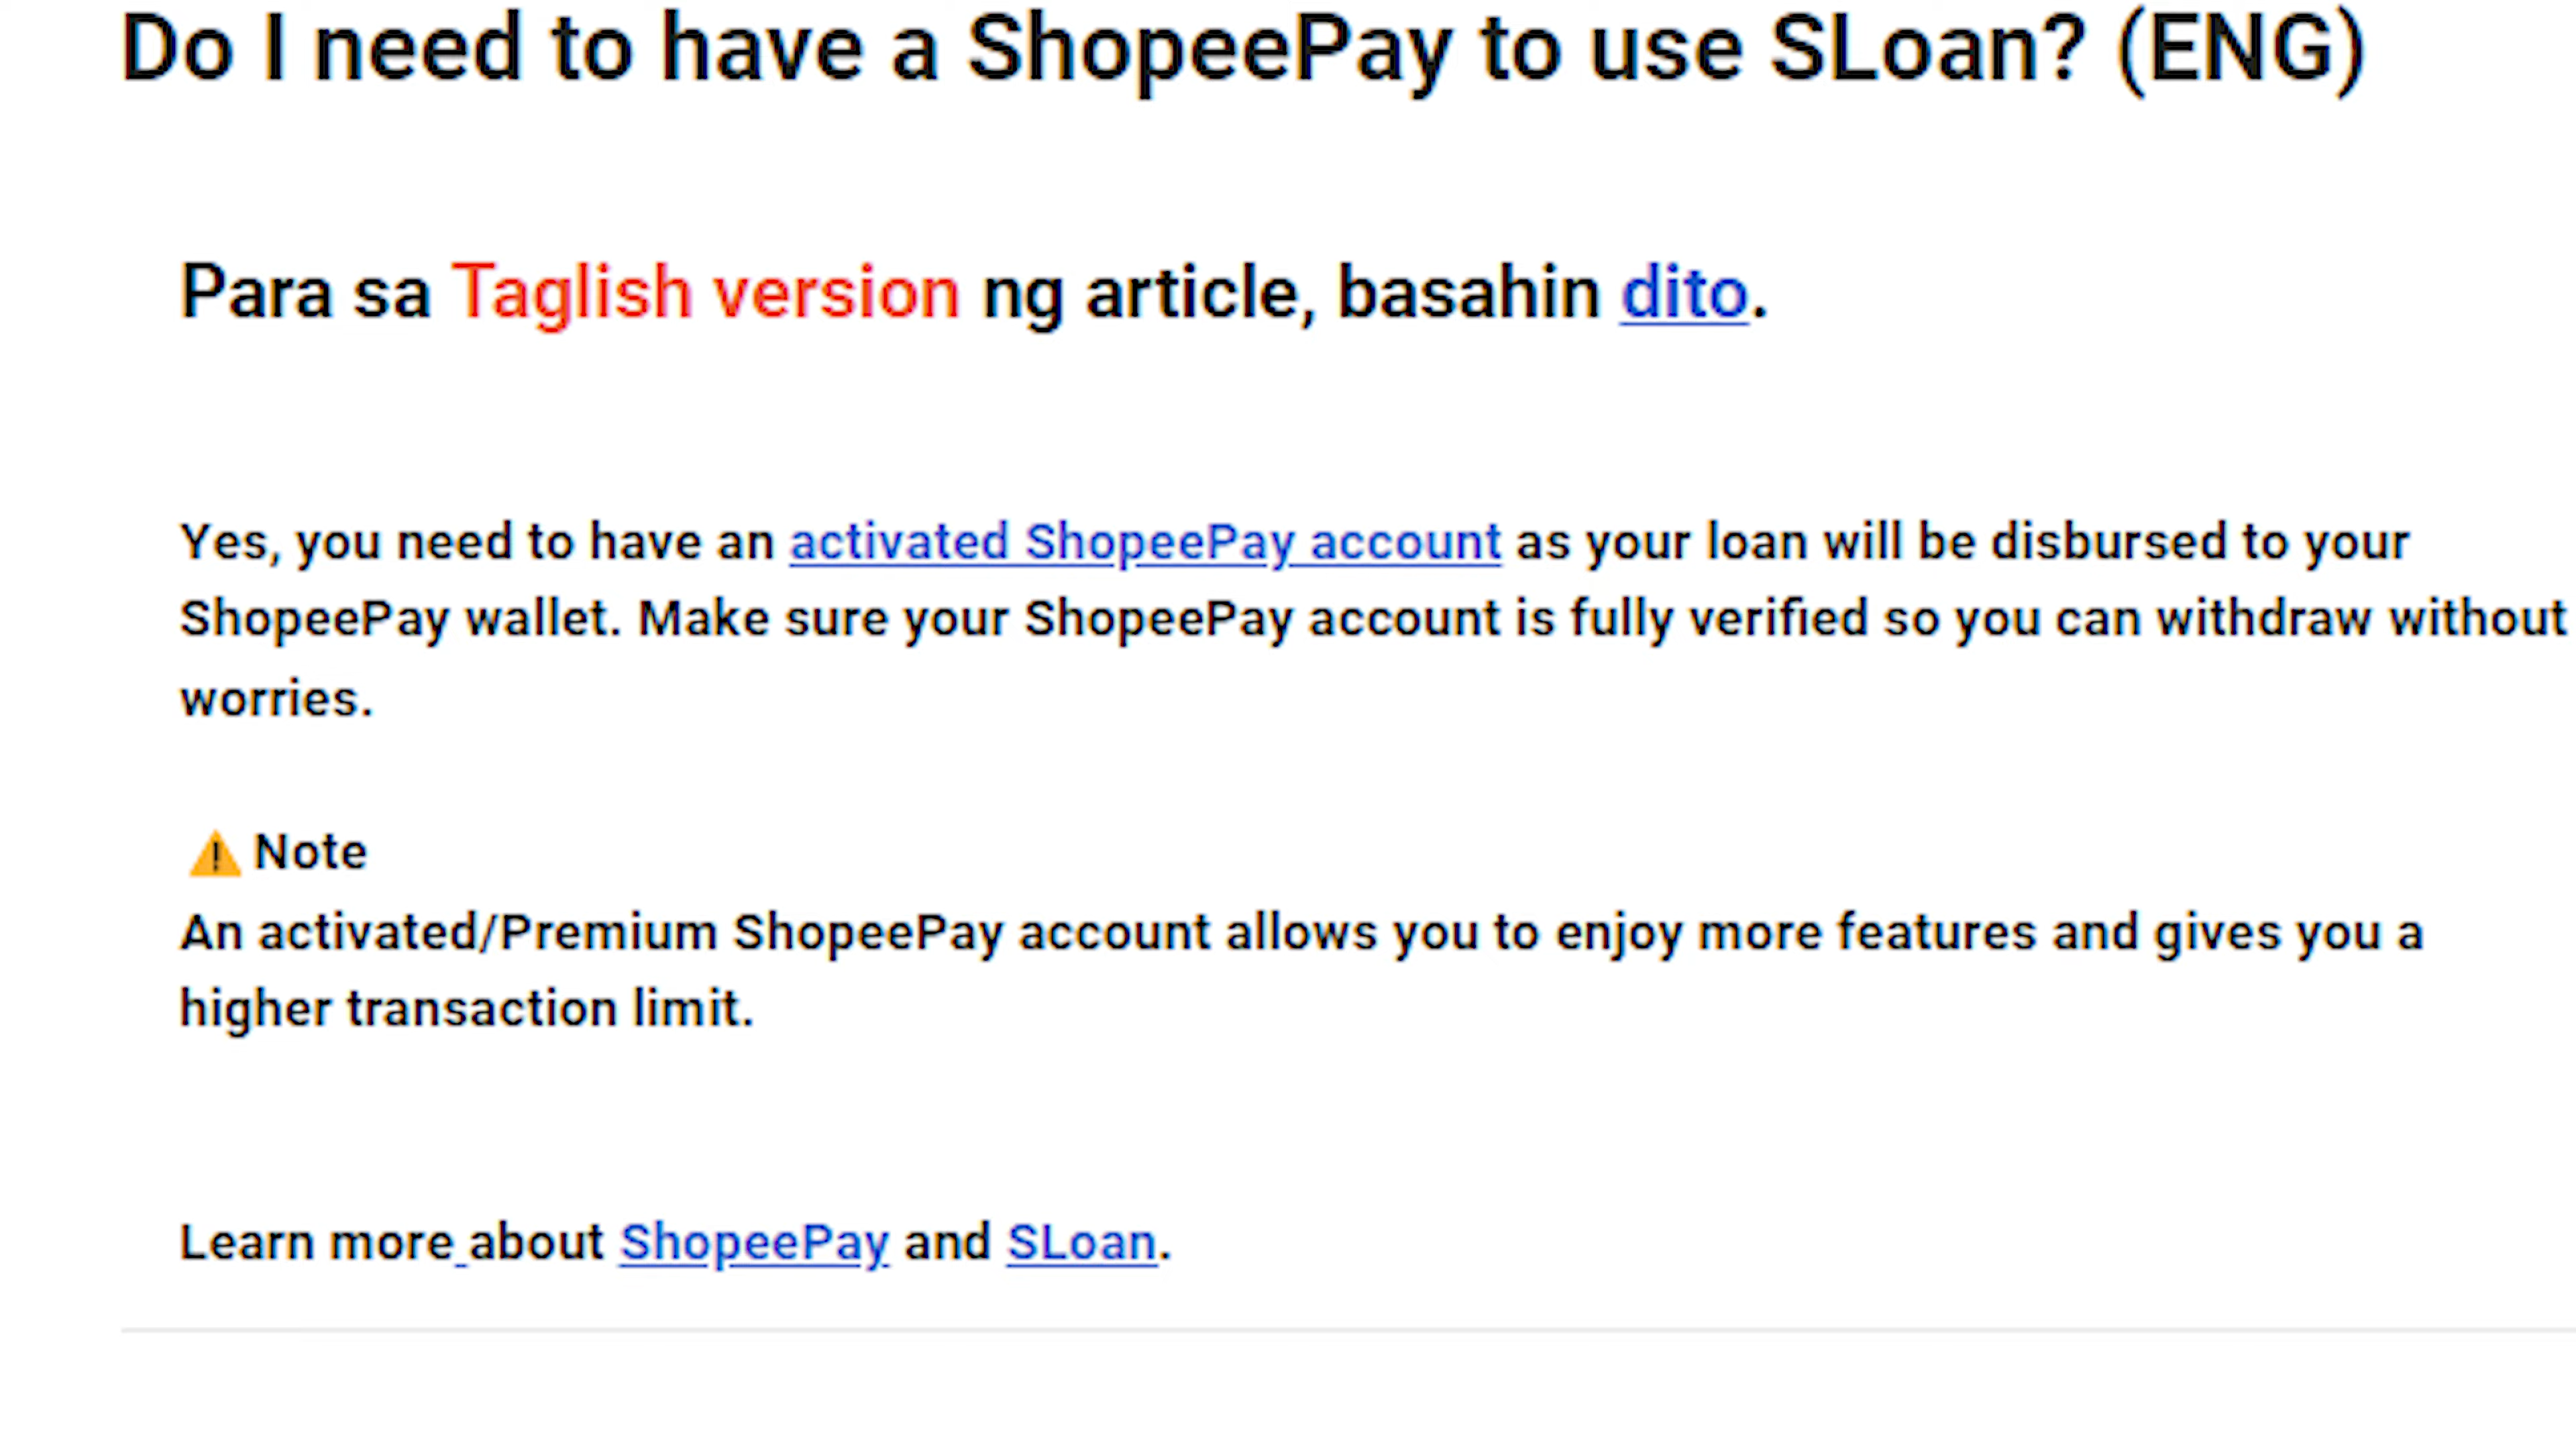 Do I need to have a ShopeePay to use SLoan? (ENG)
Para sa Taglish version ng article, basahin dito.
Yes, you need to have an activated ShopeePay account as your loan will be disbursed to your
ShopeePay wallet. Make sure your ShopeePay account is fully verified so you can withdraw without
worries.
⚠ Note
An activated/Premium ShopeePay account allows you to enjoy more features and gives you a
higher transaction limit.
Learn more about ShopeePay and SLoan.